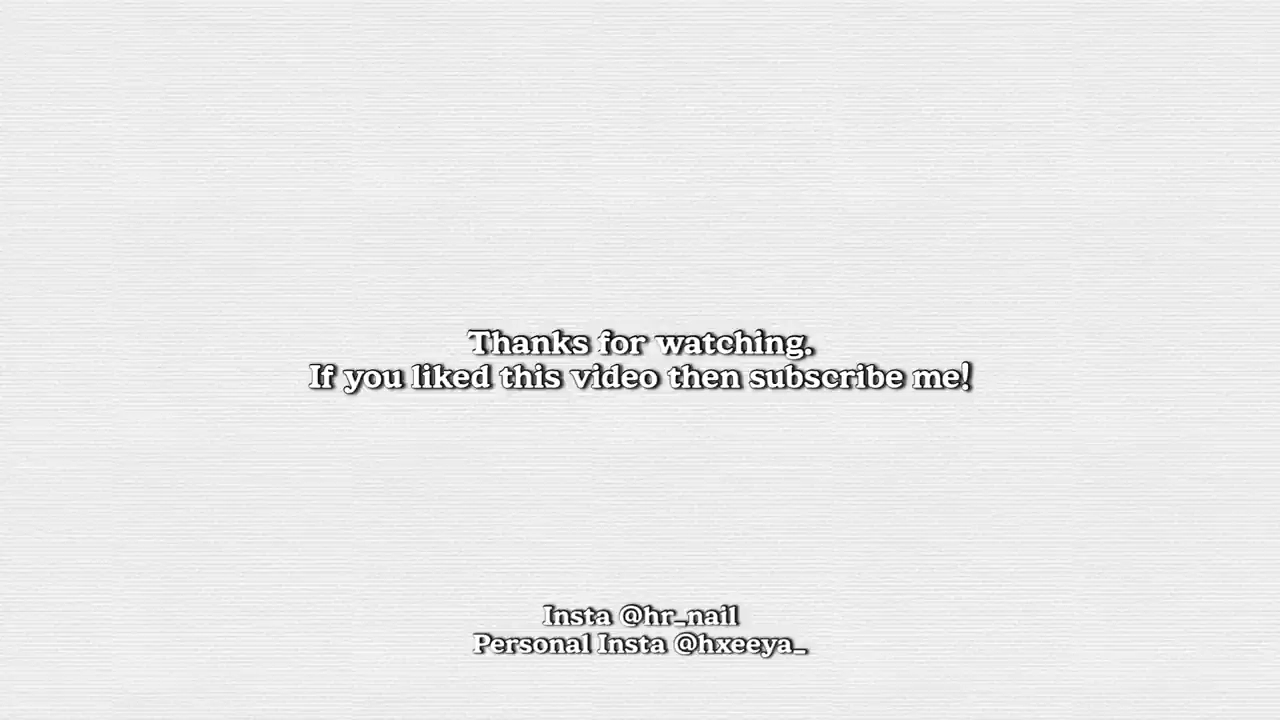 Thanks for watching.
If you liked this video then subscribe me!
Insta @hr_nail
Personal Insta @hxeeya_